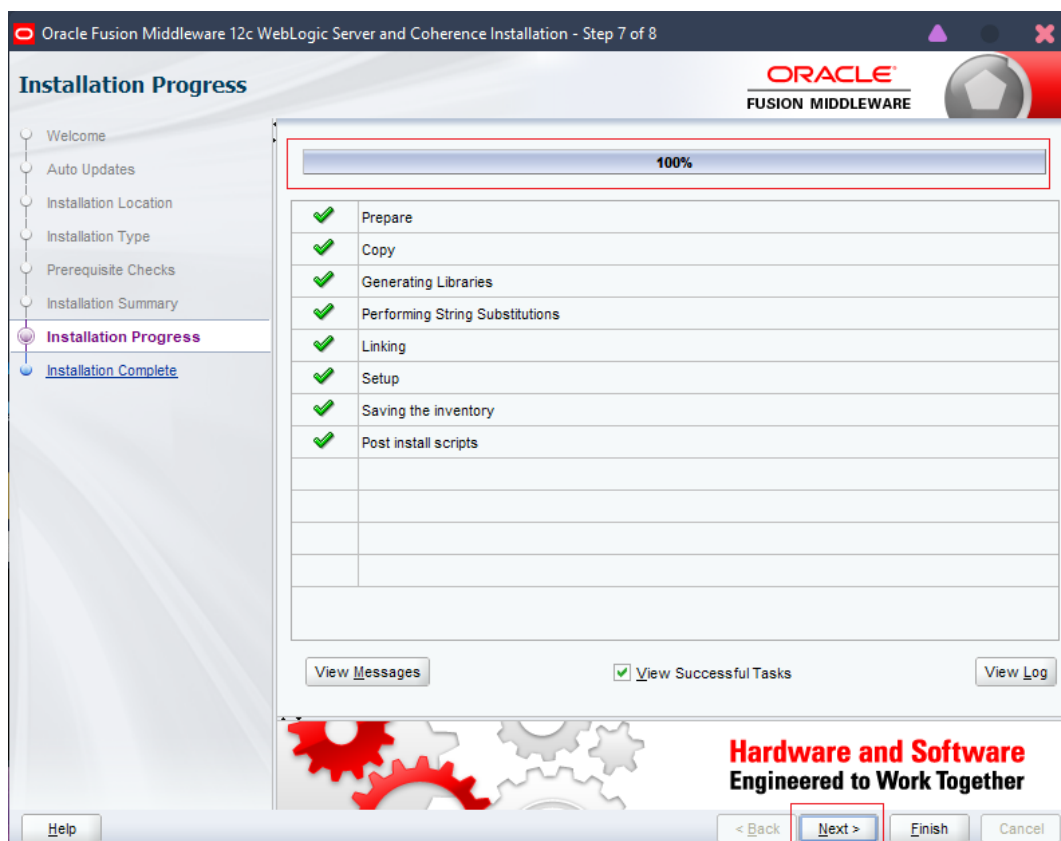 Oracle Fusion Middleware 12c WebLogic Server and Coherence Installation - Step 7 of 8
Installation Progress
ORACLE
FUSION MIDDLEWARE
Welcome
Auto Updates
Installation Location
Installation Type
Prerequisite Checks
Installation Summary
Installation Progress
Installation Complete
100%
Prepare
Copy
Generating Libraries
Performing String Substitutions
Linking
Setup
Saving the inventory
Post install scripts
View Messages
View Successful Tasks
View Log
Hardware and Software
Engineered to Work Together
Help
< Back
Next >
Finish
Cancel